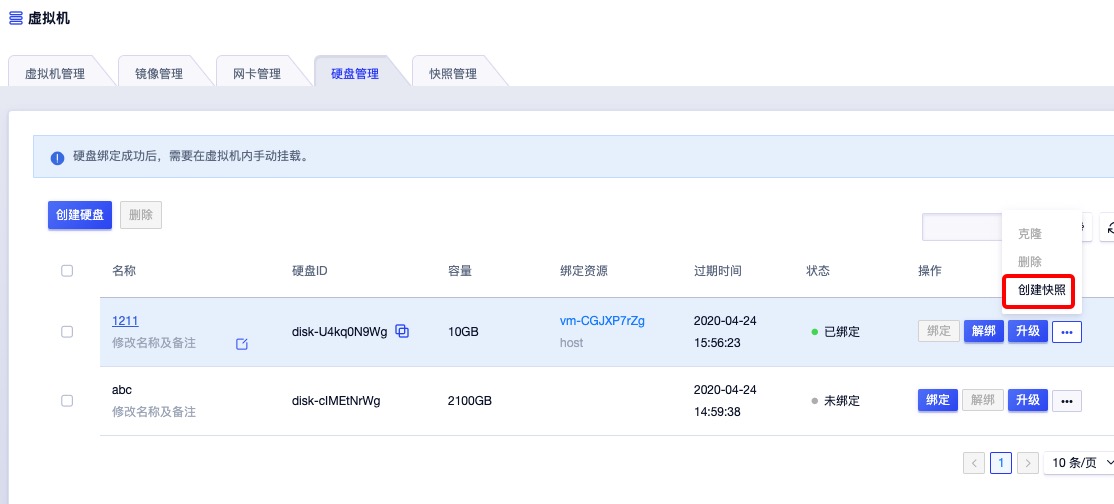 虚拟机
虚拟机管理 镜像管理 网卡管理 硬盘管理 快照管理
硬盘绑定成功后，需要在虚拟机内手动挂载。
创建硬盘 删除
克隆
删除
创建快照
名称 硬盘ID 容量 绑定资源 过期时间 状态 操作
1211
修改名称及备注
disk-U4kq0N9Wg
10GB
vm-CGJXP7rZg
host
2020-04-24
15:56:23
已绑定
绑定 解绑 升级 ...
abc
修改名称及备注
disk-clMEtNrWg
2100GB
2020-04-24
14:59:38
未绑定
绑定 解绑 升级 ...
< 1 > 10 条/页